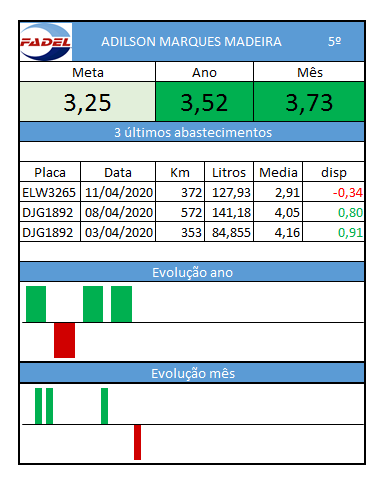 FADEL
ADILSON MARQUES MADEIRA 5º
Meta Ano Mês
3,25 3,52 3,73
3 últimos abastecimentos
Placa Data Km Litros Media disp
ELW3265 11/04/2020 372 127,93 2,91 -0,34
DJG1892 08/04/2020 572 141,18 4,05 0,80
DJG1892 03/04/2020 353 84,855 4,16 0,91
Evolução ano
Evolução mês